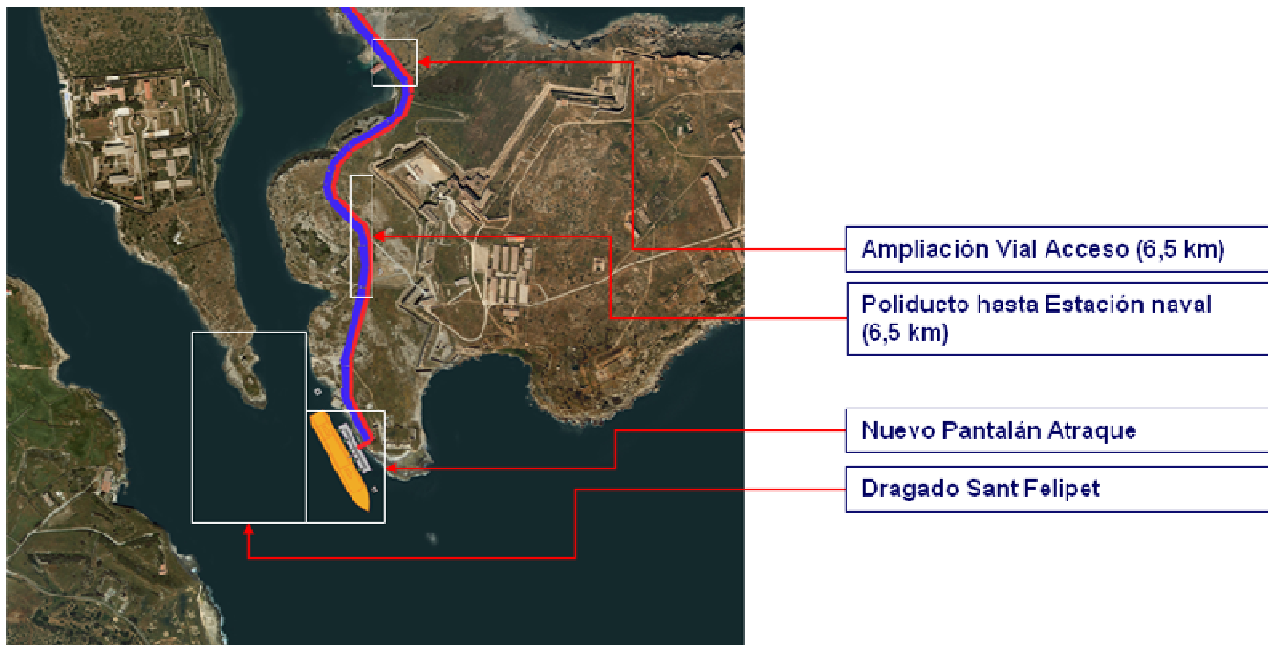 Ampliación Vial Acceso (6,5 km)
Poliducto hasta Estación naval
(6,5 km)
Nuevo Pantalán Atraque
Dragado Sant Felipet